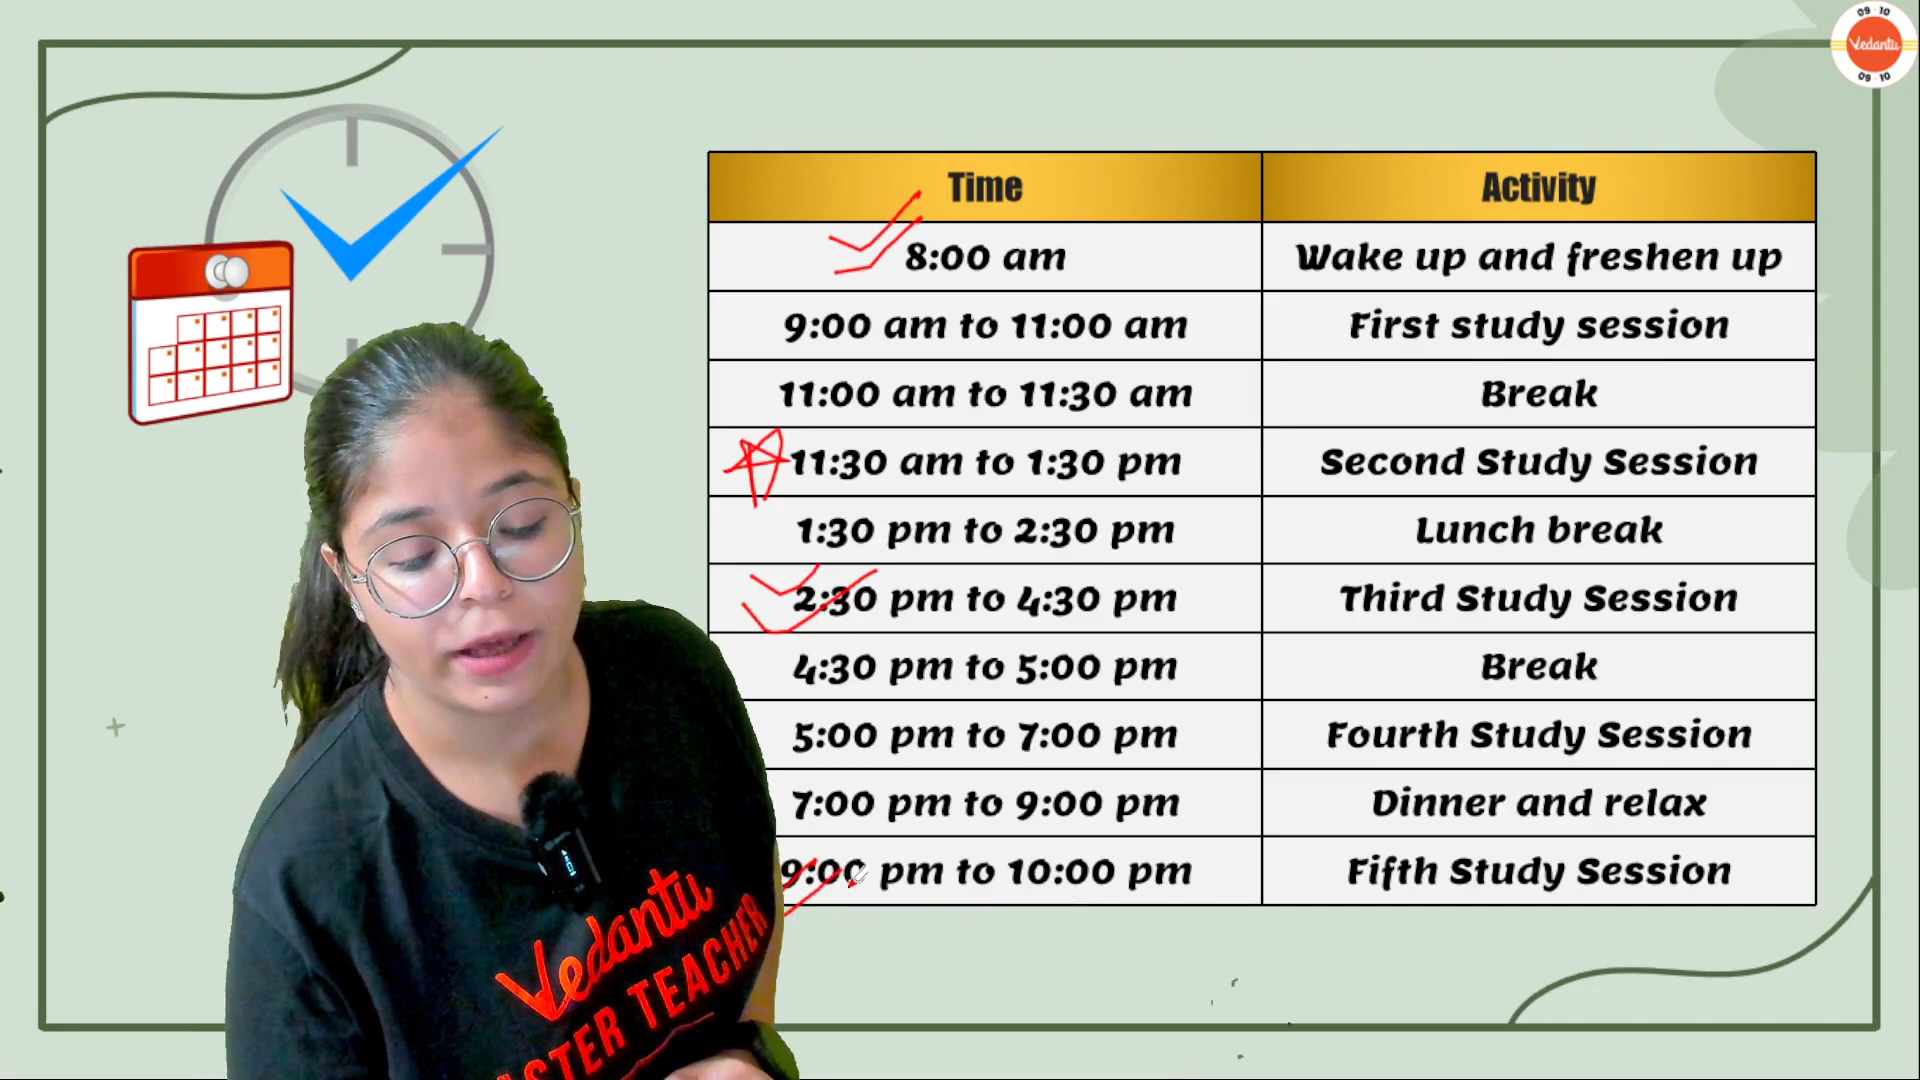 09 10
Vedantu
09 10
Time Activity
8:00 am Wake up and freshen up
9:00 am to 11:00 am First study session
11:00 am to 11:30 am Break
11:30 am to 1:30 pm Second Study Session
1:30 pm to 2:30 pm Lunch break
2:30 pm to 4:30 pm Third Study Session
4:30 pm to 5:00 pm Break
5:00 pm to 7:00 pm Fourth Study Session
7:00 pm to 9:00 pm Dinner and relax
9:00 pm to 10:00 pm Fifth Study Session
Vedantu
ASTER TEACHER